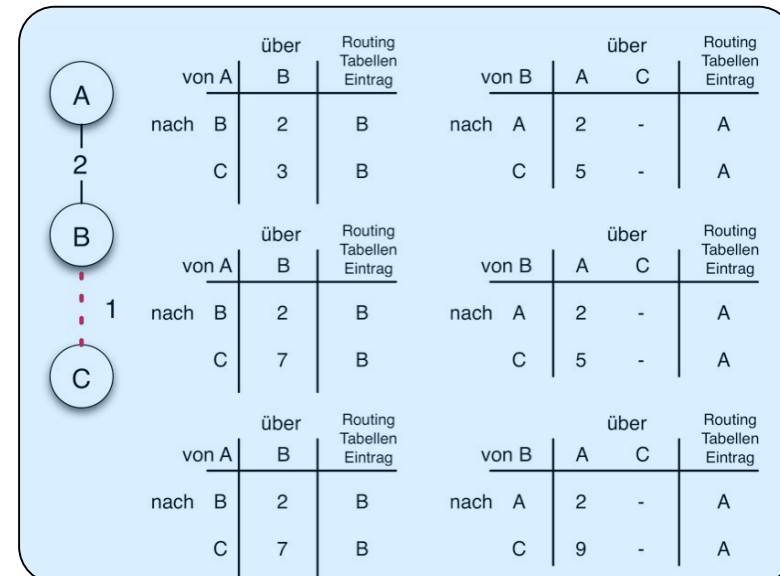 A
2
B
1
C
über Routing Tabellen Eintrag
von A B
nach B 2 B
C 3 B
über Routing Tabellen Eintrag
von B A C
nach A 2 - A
C 5 - A
über Routing Tabellen Eintrag
von A B
nach B 2 B
C 7 B
über Routing Tabellen Eintrag
von B A C
nach A 2 - A
C 5 - A
über Routing Tabellen Eintrag
von A B
nach B 2 B
C 7 B
über Routing Tabellen Eintrag
von B A C
nach A 2 - A
C 9 - A